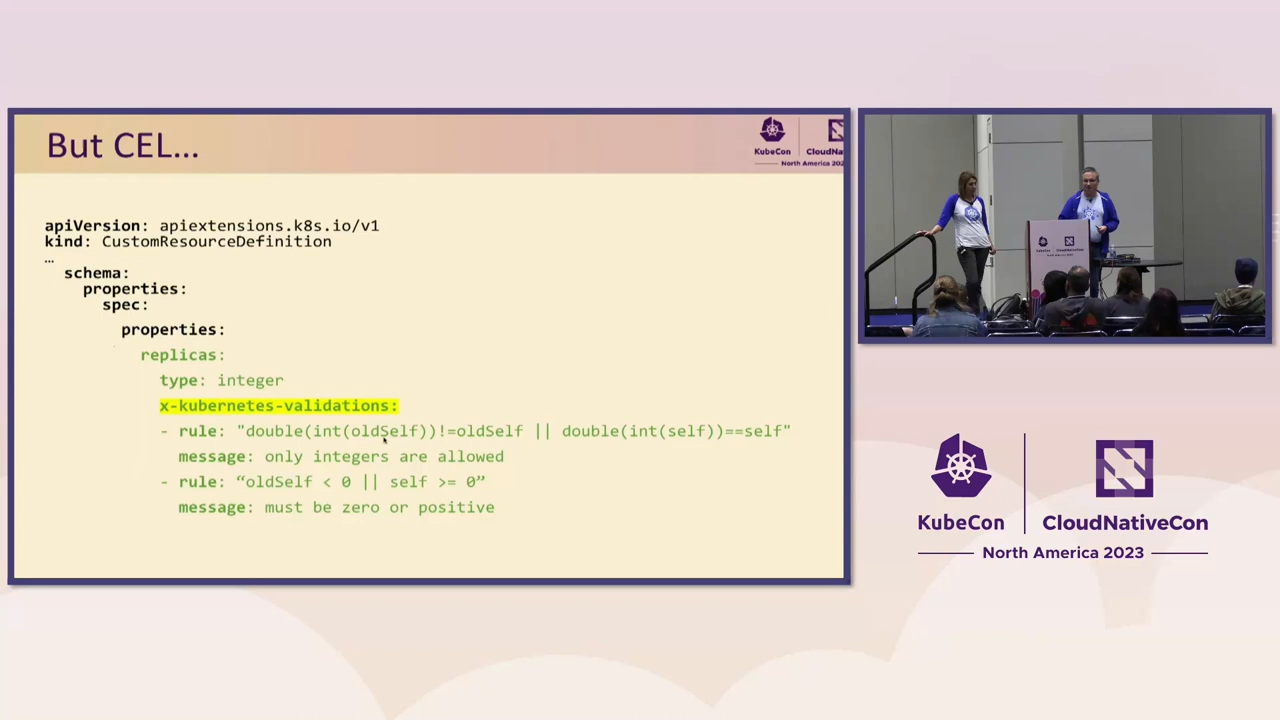 But CEL...
KubeCon
CloudNa
North America 202
apiVersion: apiextensions.k8s.io/v1
kind: CustomResourceDefinition
…
schema:
properties:
spec:
properties:
replicas:
type: integer
x-kubernetes-validations:
- rule: "double(int(oldSelf))!=oldSelf || double(int(self))==self"
message: only integers are allowed
- rule: “oldSelf < 0 || self >= 0”
message: must be zero or positive
KubeCon
CloudNativeCon
North America 2023